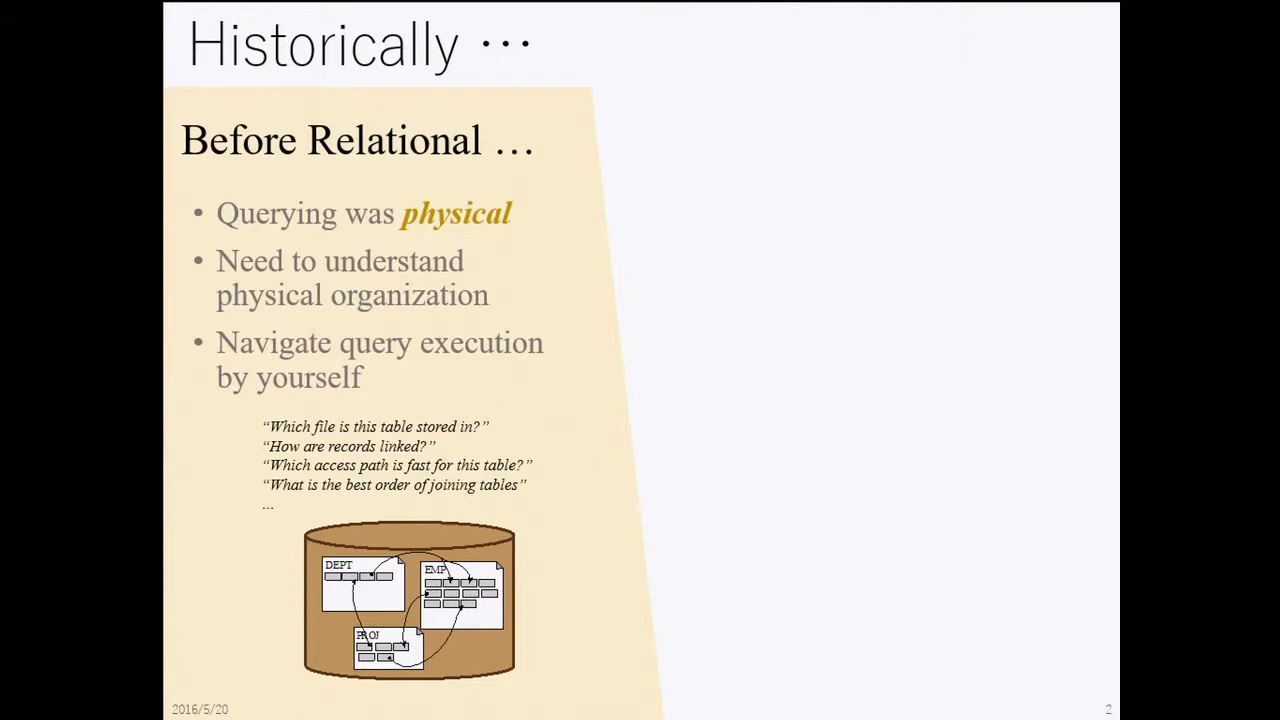 Historically …
Before Relational …
• Querying was physical
• Need to understand
physical organization
• Navigate query execution
by yourself
“Which file is this table stored in?”
“How are records linked?”
“Which access path is fast for this table?”
“What is the best order of joining tables”
…
DEPT
EMP
PROJ
2016/5/20
2